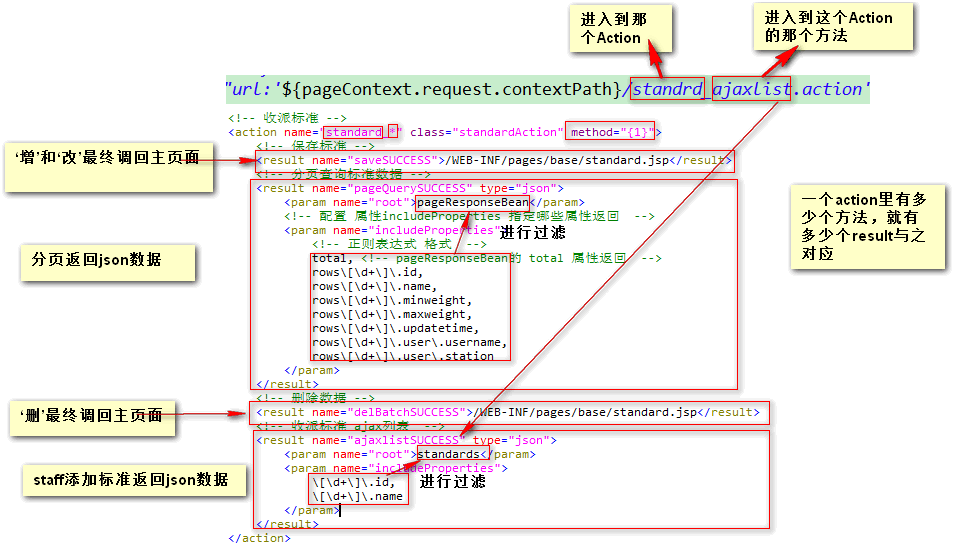 进入到那
个Action
进入到这个Action
的那个方法
"url:'${pageContext.request.contextPath}/standrd_ajaxlist.action'
<!-- 收派标准 -->
<action name="standard_*" class="standardAction" method="{1}">
<!-- 保存标准 -->
‘增’和‘改’最终调回主页面
<result name="saveSUCCESS">/WEB-INF/pages/base/standard.jsp</result>
<!-- 分页查询标准数据 -->
<result name="pageQuerySUCCESS" type="json">
<param name="root">pageResponseBean</param>
<!-- 配置 属性includeProperties 指定哪些属性返回 -->
<param name="includeProperties"
进行过滤
<!-- 正则表达式 格式 -->
total, <!-- pageResponseBean的 total 属性返回 -->
rows\[\d+\]\.id,
rows\[\d+\]\.name,
rows\[\d+\]\.minweight,
rows\[\d+\]\.maxweight,
rows\[\d+\]\.updatetime,
rows\[\d+\]\.user\.username,
rows\[\d+\]\.user\.station
</param>
</result>
分页返回json数据
一个action里有多
少个方法，就有
多少个result与之
对应
<!-- 删除数据 -->
‘删’最终调回主页面
<result name="delBatchSUCCESS">/WEB-INF/pages/base/standard.jsp</result>
<!-- 收派标准 ajax列表 -->
<result name="ajaxlistSUCCESS" type="json">
<param name="root">standards</param>
<param name="includeProperties">
\[\d+\]\.id,
\[\d+\]\.name
进行过滤
</param>
</result>
</action>
staff添加标准返回json数据